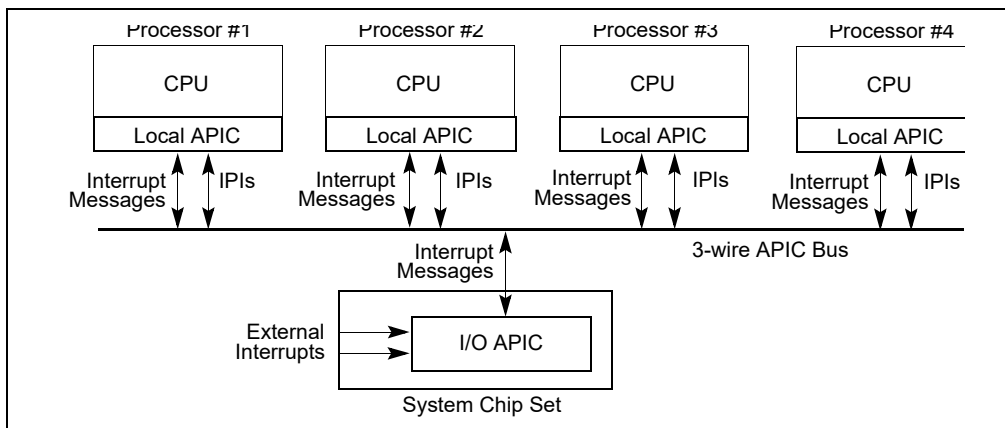 Processor #1
Processor #2
Processor #3
Processor #4
CPU
CPU
CPU
CPU
Local APIC
Local APIC
Local APIC
Local APIC
Interrupt
Messages
IPIs
Interrupt
Messages
IPIs
Interrupt
Messages
IPIs
Interrupt
Messages
IPIs
Interrupt
Messages
3-wire APIC Bus
External
Interrupts
I/O APIC
System Chip Set